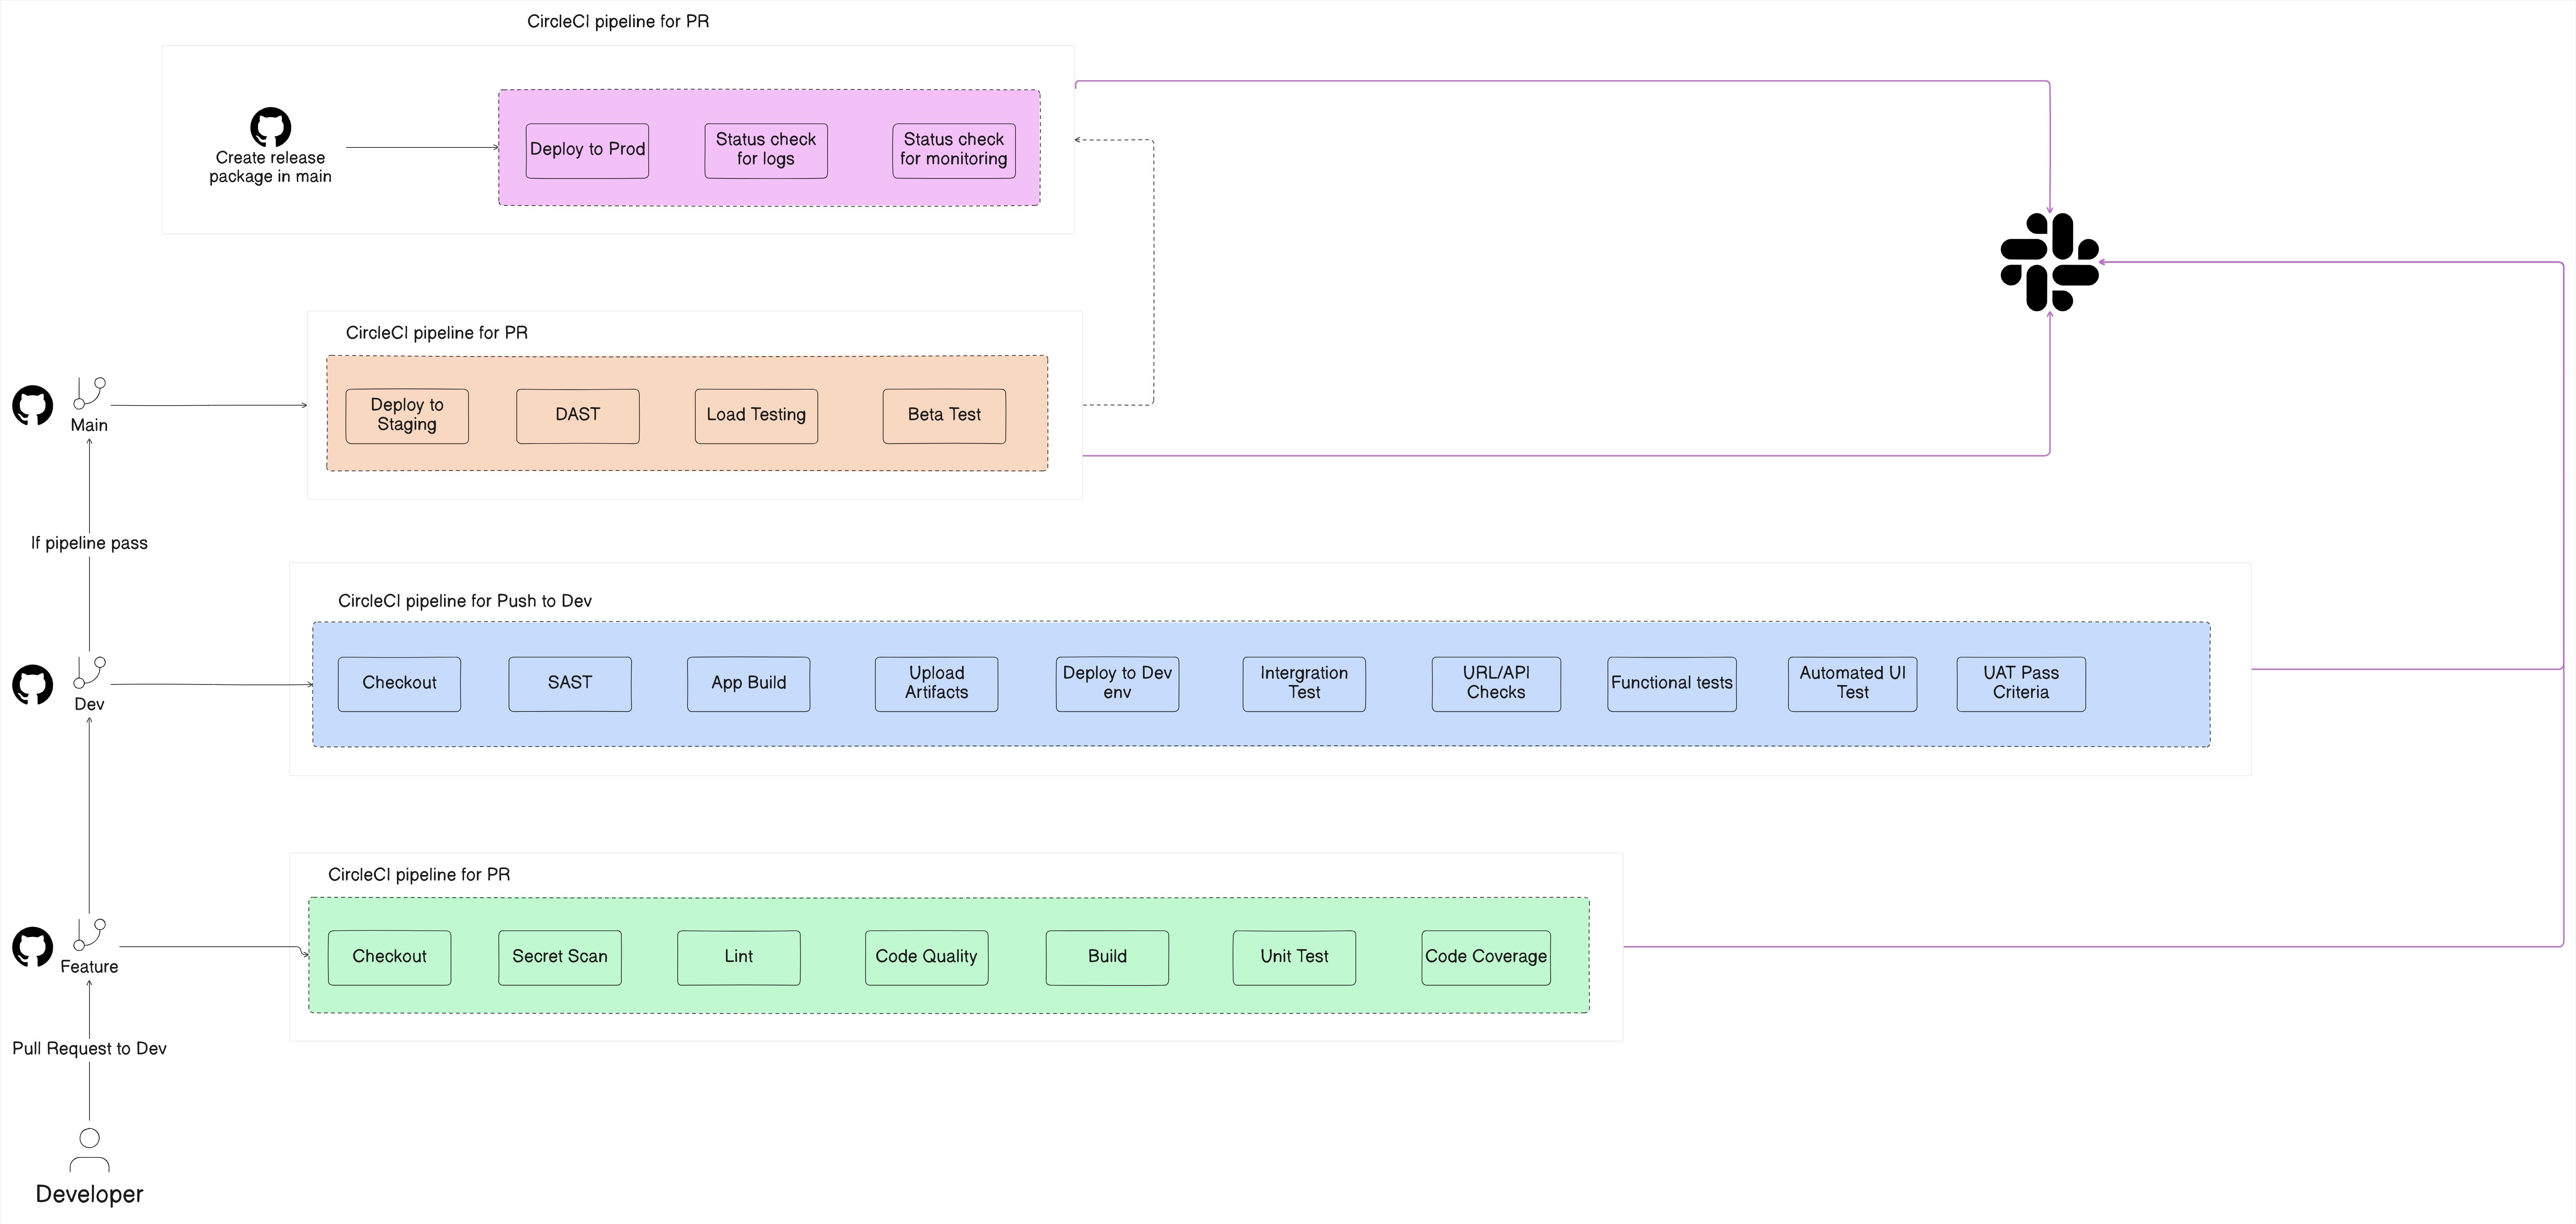 CircleCI pipeline for PR
Create release
package in main
Deploy to Prod
Status check
for logs
Status check
for monitoring
CircleCI pipeline for PR
Main
Deploy to
Staging
DAST
Load Testing
Beta Test
If pipeline pass
CircleCI pipeline for Push to Dev
Dev
Checkout
SAST
App Build
Upload
Artifacts
Deploy to Dev
env
Intergration
Test
URL/API
Checks
Functional tests
Automated UI
Test
UAT Pass
Criteria
CircleCI pipeline for PR
Feature
Checkout
Secret Scan
Lint
Code Quality
Build
Unit Test
Code Coverage
Pull Request to Dev
Developer